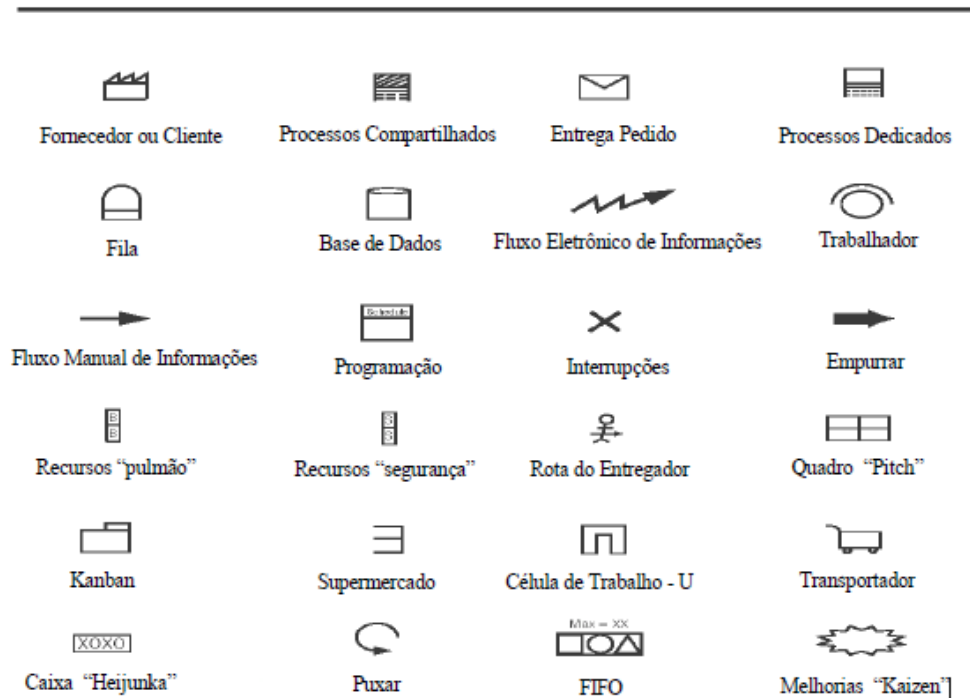 Fornecedor ou Cliente
Processos Compartilhados
Entrega Pedido
Processos Dedicados
Fila
Base de Dados
Fluxo Eletrônico de Informações
Trabalhador
Schedule
Fluxo Manual de Informações
Programação
Interrupções
Empurrar
B
B
S
S
Recursos “pulmão”
Recursos “segurança”
Rota do Entregador
Quadro “Pitch”
Kanban
Supermercado
Célula de Trabalho - U
Transportador
XOXO
Max = XX
Caixa “Heijunka”
Puxar
FIFO
Melhorias “Kaizen”